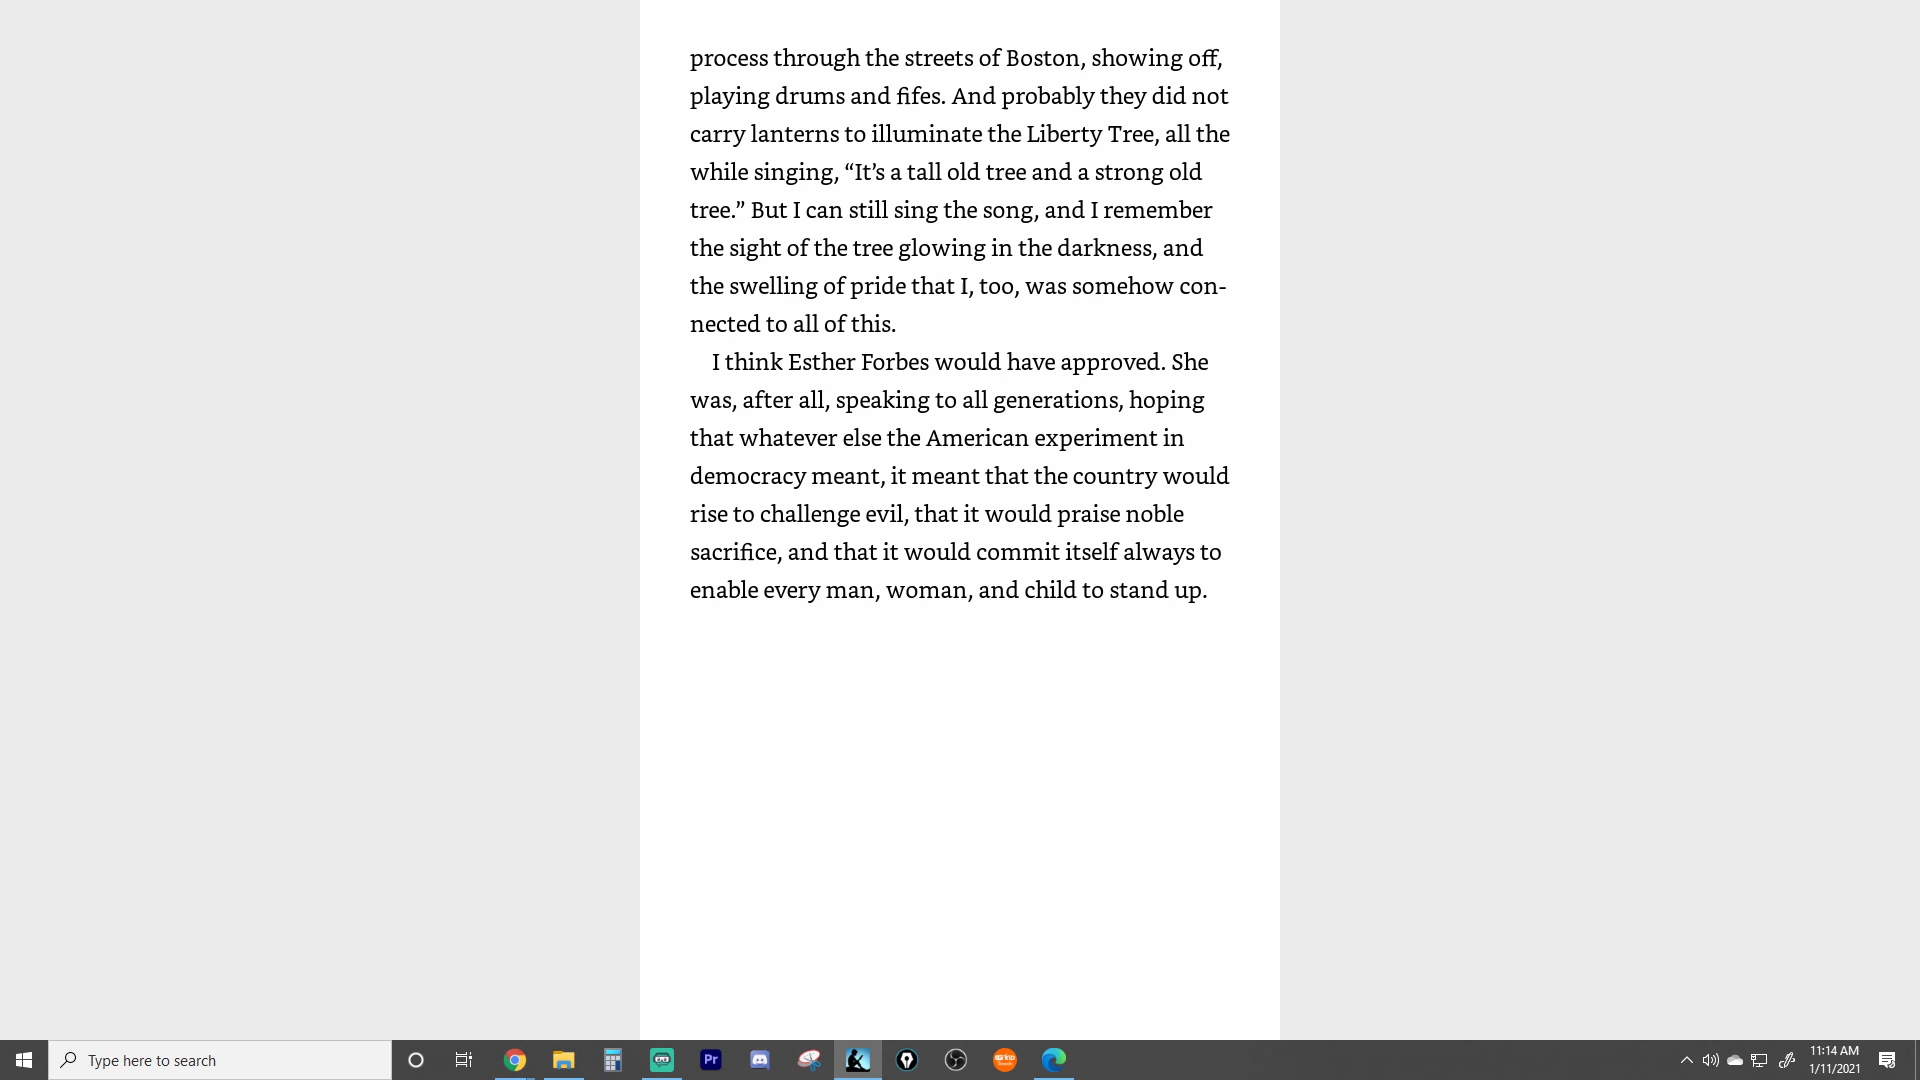 process through the streets of Boston, showing off,
playing drums and fifes. And probably they did not
carry lanterns to illuminate the Liberty Tree, all the
while singing, “It’s a tall old tree and a strong old
tree.” But I can still sing the song, and I remember
the sight of the tree glowing in the darkness, and
the swelling of pride that I, too, was somehow con-
nected to all of this.
I think Esther Forbes would have approved. She
was, after all, speaking to all generations, hoping
that whatever else the American experiment in
democracy meant, it meant that the country would
rise to challenge evil, that it would praise noble
sacrifice, and that it would commit itself always to
enable every man, woman, and child to stand up.
Type here to search
Pr
11:14 AM
1/11/2021